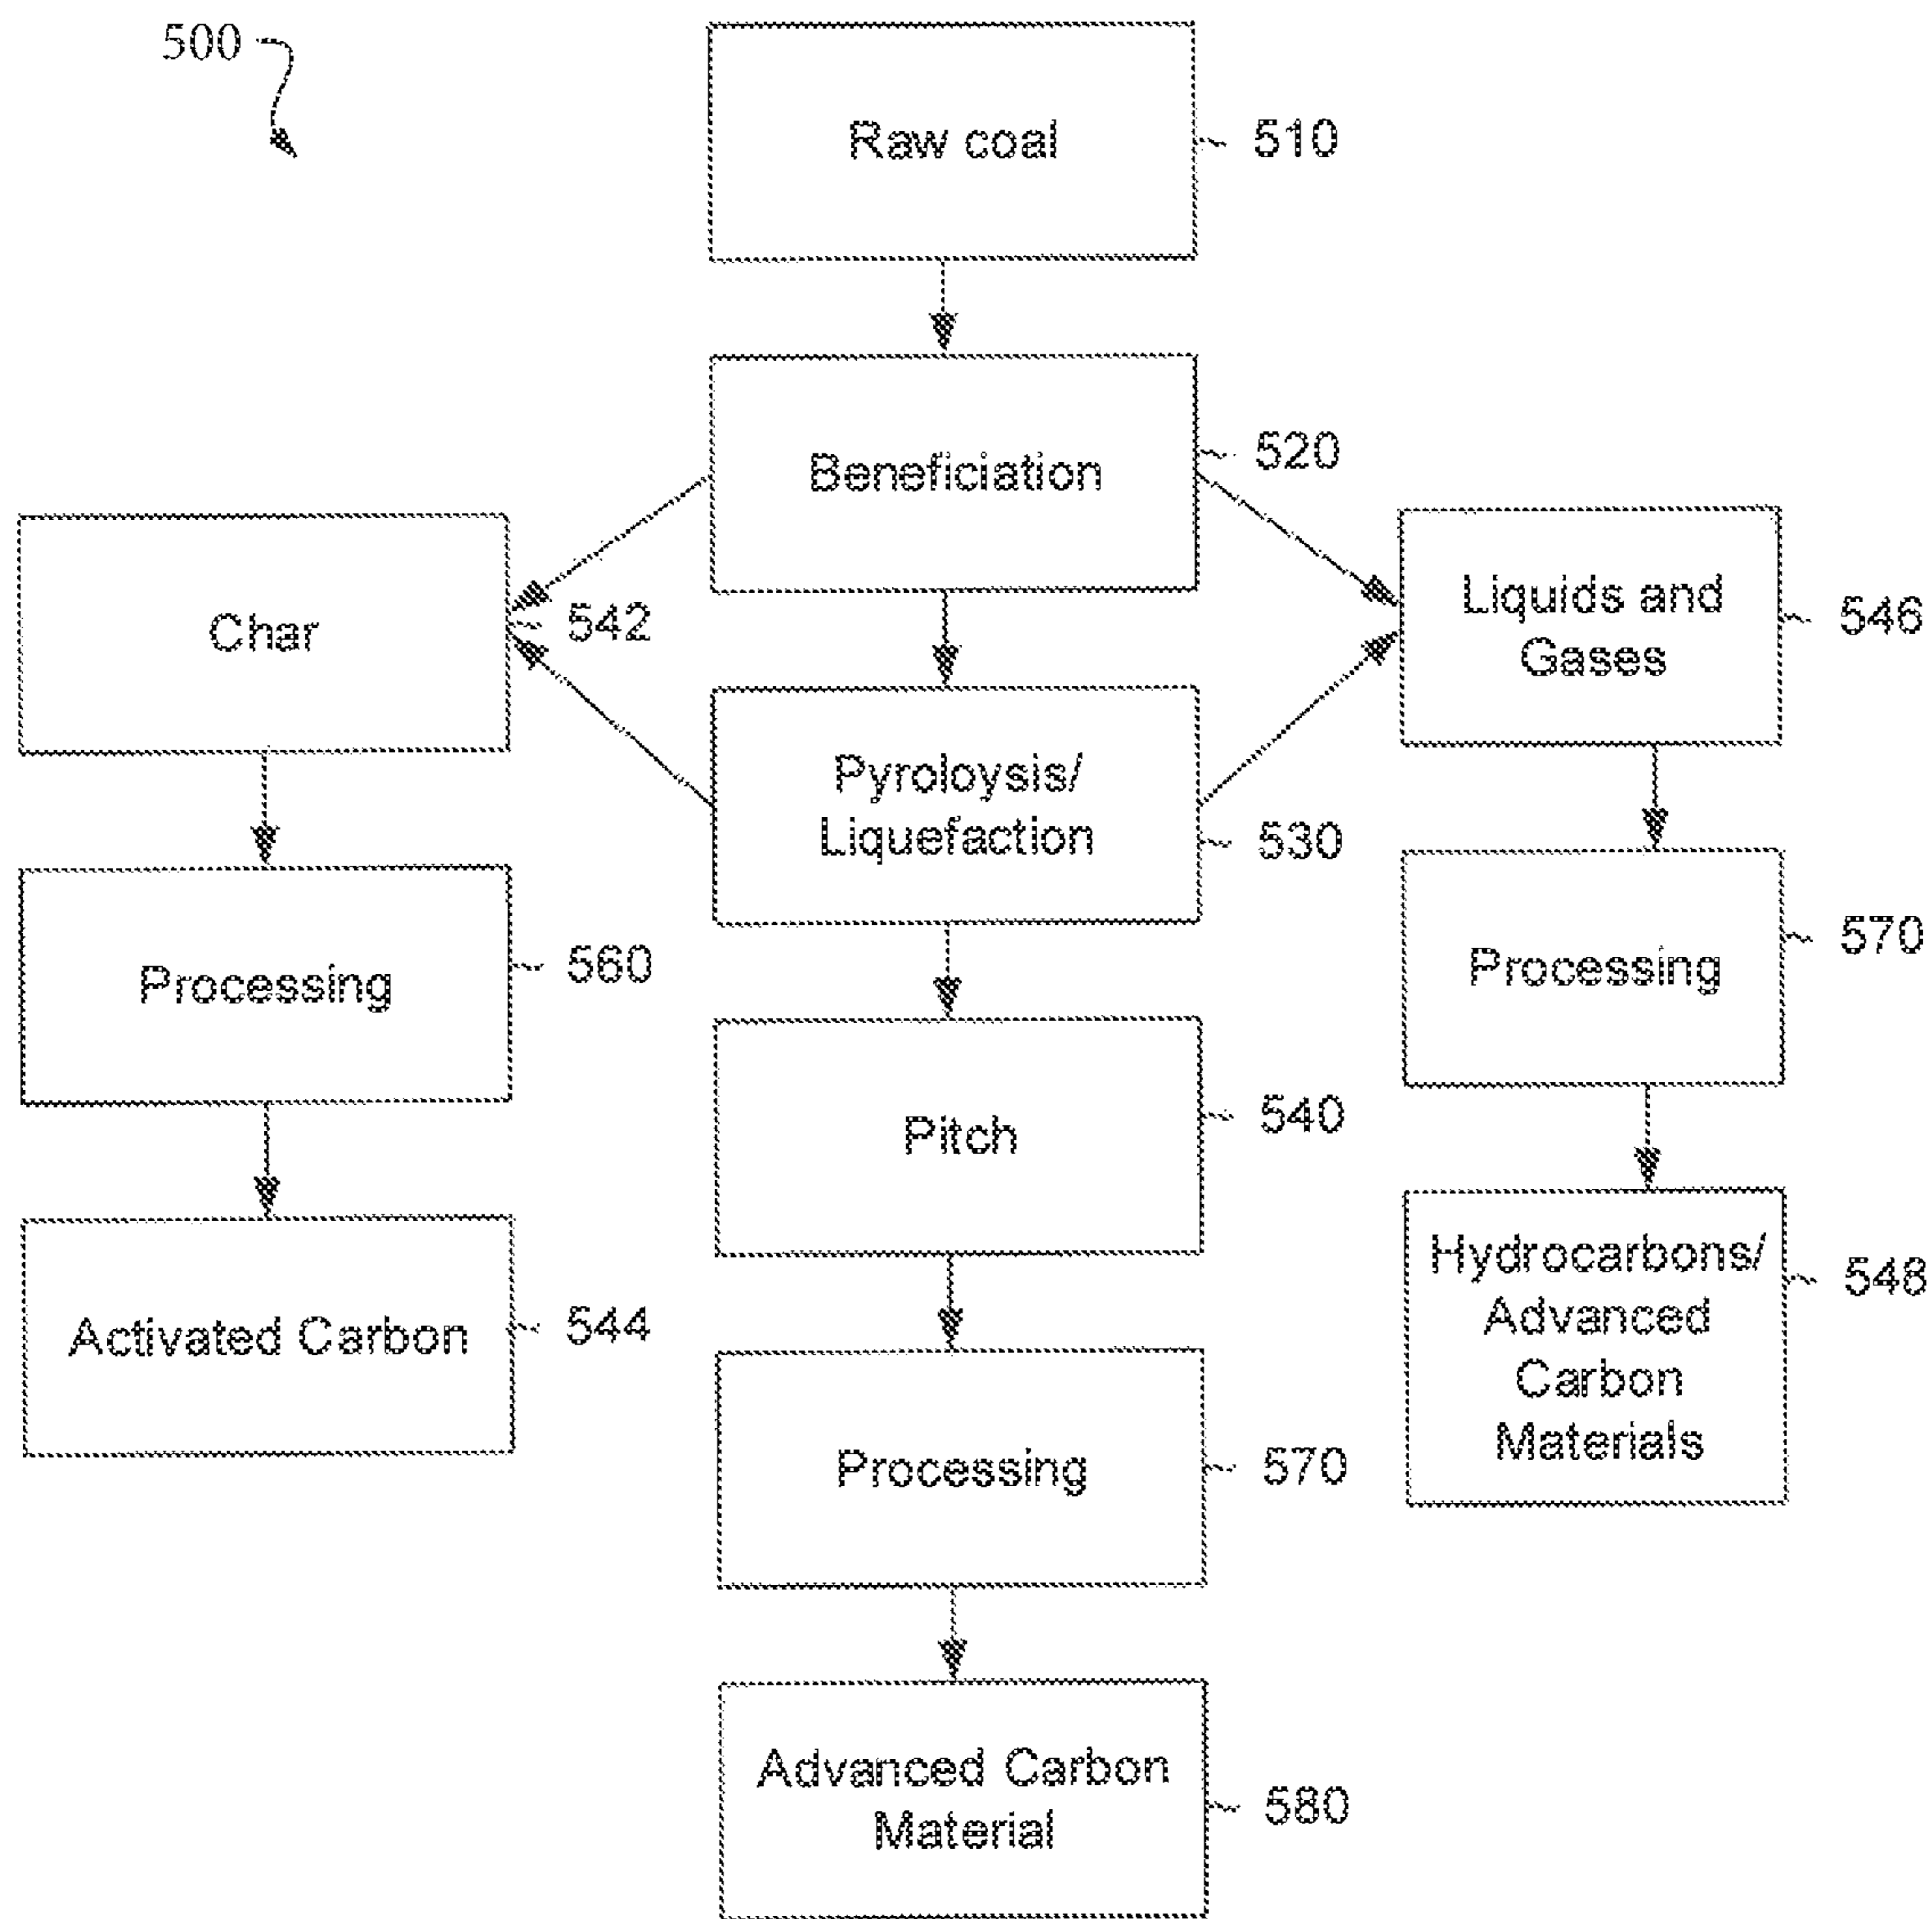 500
Raw coal
510
Beneficiation
520
Char
542
Liquids and
Gases
546
Pyroloysis/
Liquefaction
530
Processing
560
Processing
570
Pitch
540
Activated Carbon
544
Hydrocarbons/
Advanced
Carbon
Materials
548
Processing
570
Advanced Carbon
Material
580